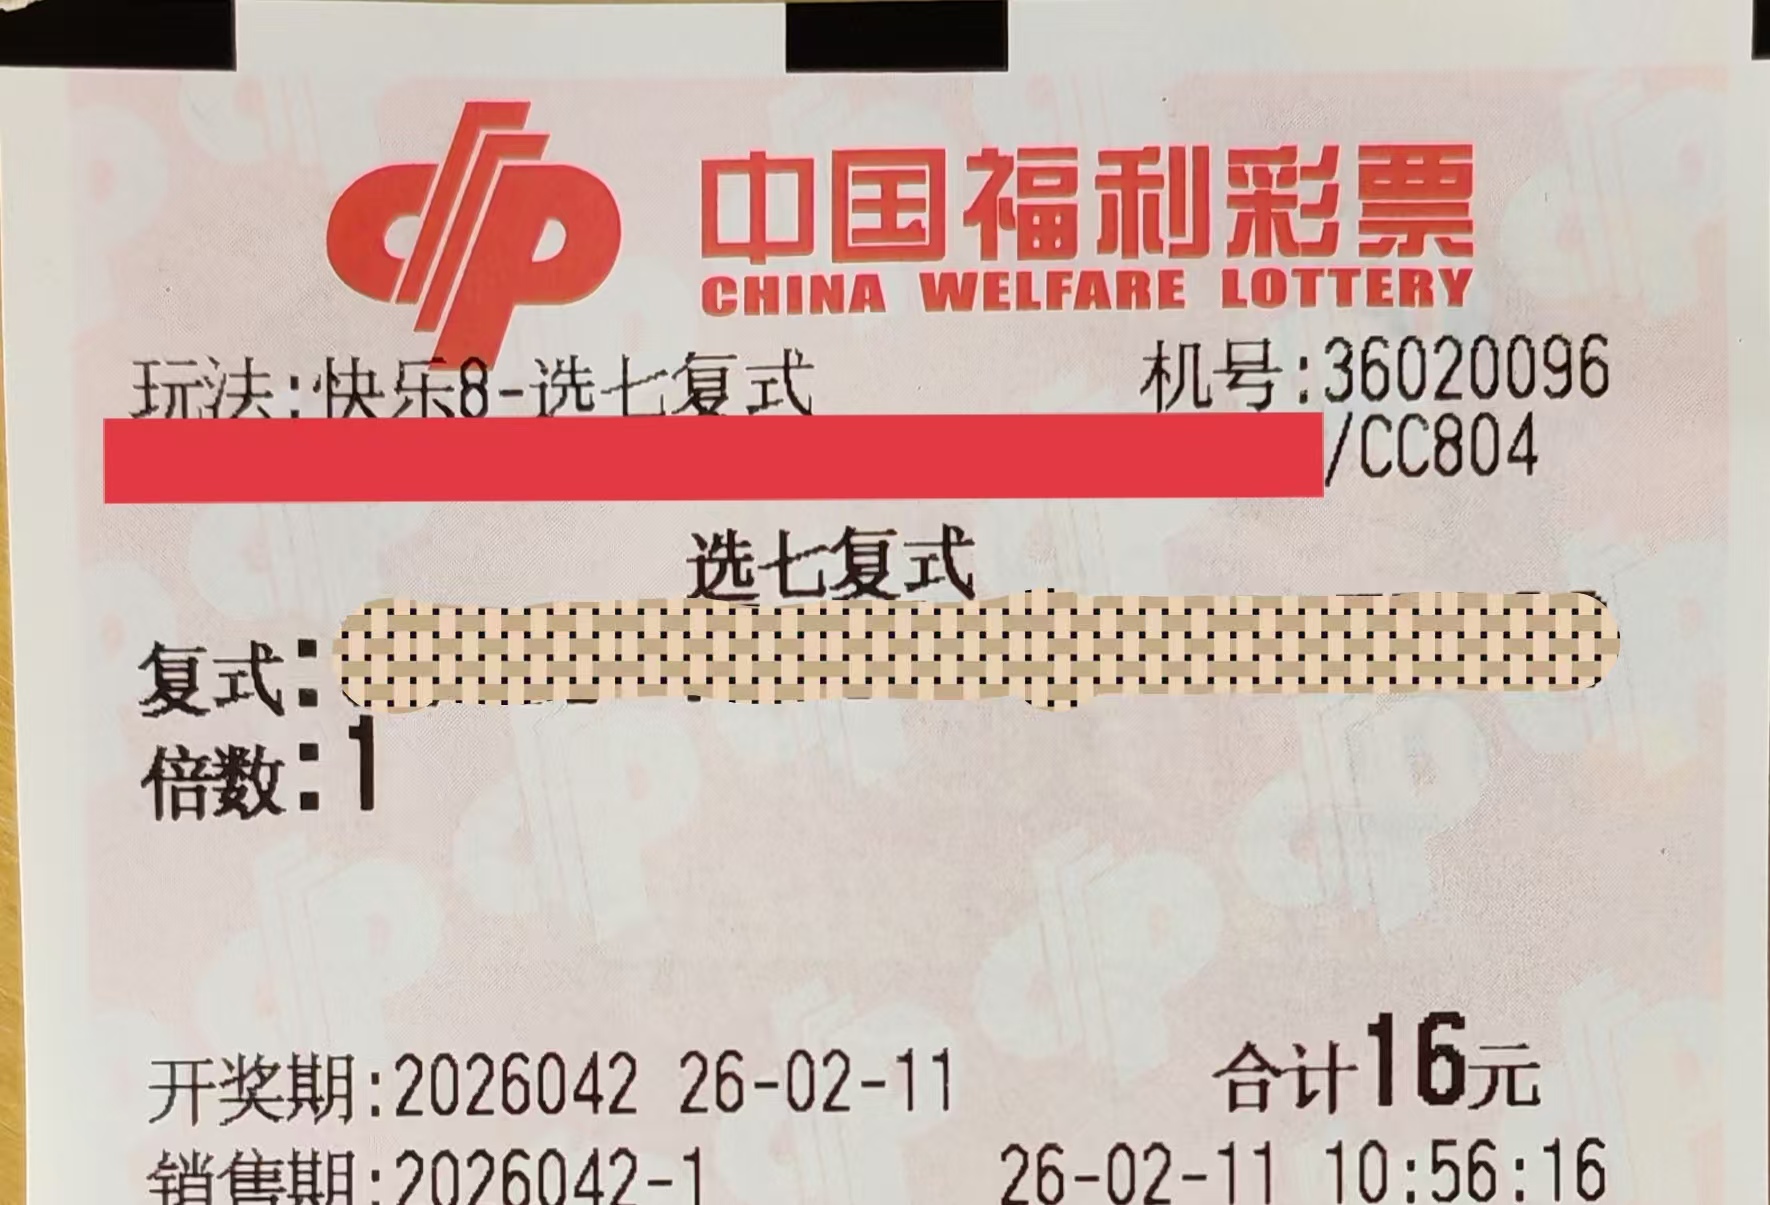 中国福利彩票
CHINA WELFARE LOTTERY
玩法:快乐8-选七复式 机号:36020096
/CC804
选七复式
复式:
倍数:1
开奖期:2026042 26-02-11 合计16元
销售期:2026042-1 26-02-11 10:56:16